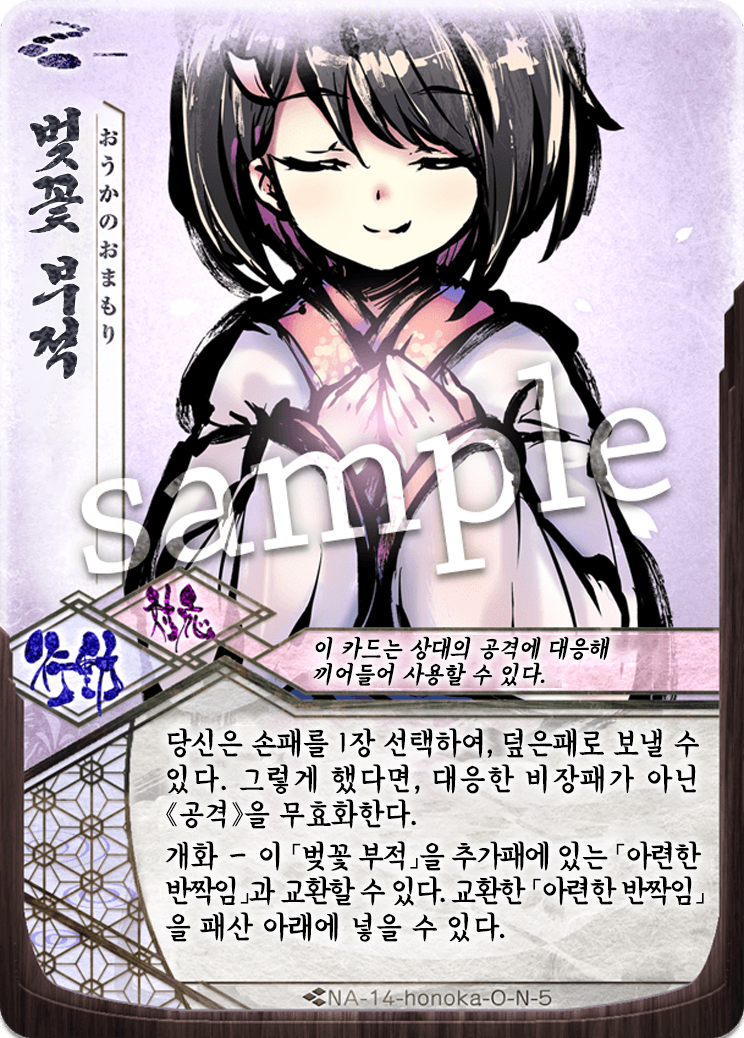 벚꽃 부적
おうかのおまもり
sample
対応
行動
이 카드는 상대의 공격에 대응해
끼어들어 사용할 수 있다.
당신은 손패를 1장 선택하여, 덮은패로 보낼 수
있다. 그렇게 했다면, 대응한 비장패가 아닌
《공격》을 무효화한다.
개화 - 이 「벚꽃 부적」을 추가패에 있는 「아련한
반짝임」과 교환할 수 있다. 교환한 「아련한 반짝임」
을 패산 아래에 넣을 수 있다.
NA-14-honoka-O-N-5